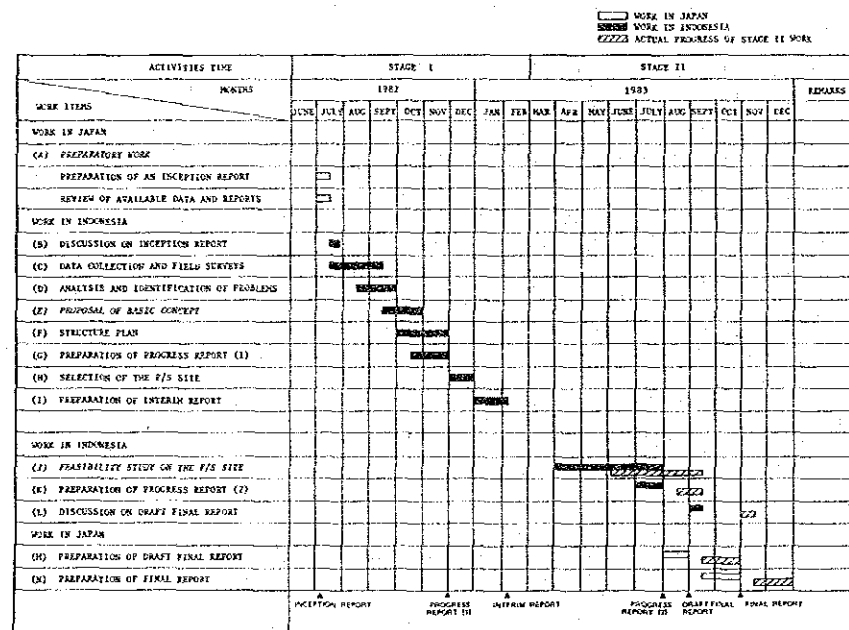 WORK IN JAPAN
WORK IN INDONESIA
ACTUAL PROGRESS OF STAGE II WORK
ACTIVITIES TIME STAGE I STAGE II
MONTHS 1982 1983 REMARKS
WORK ITEMS JUNE JULY AUG SEPT OCT NOV DEC JAN FEB MAR APR MAY JUNE JULY AUG SEPT OCT NOV DEC
WORK IN JAPAN
(A) PREPARATORY WORK
PREPARATION OF AN INCEPTION REPORT
REVIEW OF AVAILABLE DATA AND REPORTS
WORK IN INDONESIA
(B) DISCUSSION ON INCEPTION REPORT
(C) DATA COLLECTION AND FIELD SURVEYS
(D) ANALYSIS AND IDENTIFICATION OF PROBLEMS
(E) PROPOSAL OF BASIC CONCEPT
(F) STRUCTURE PLAN
(G) PREPARATION OF PROGRESS REPORT (1)
(H) SELECTION OF THE F/S SITE
(I) PREPARATION OF INTERIM REPORT
WORK IN INDONESIA
(J) FEASIBILITY STUDY ON THE F/S SITE
(K) PREPARATION OF PROGRESS REPORT (2)
(L) DISCUSSION ON DRAFT FINAL REPORT
WORK IN JAPAN
(M) PREPARATION OF DRAFT FINAL REPORT
(N) PREPARATION OF FINAL REPORT
INCEPTION REPORT PROGRESS REPORT (1) INTERIM REPORT PROGRESS REPORT (2) DRAFT FINAL REPORT FINAL REPORT